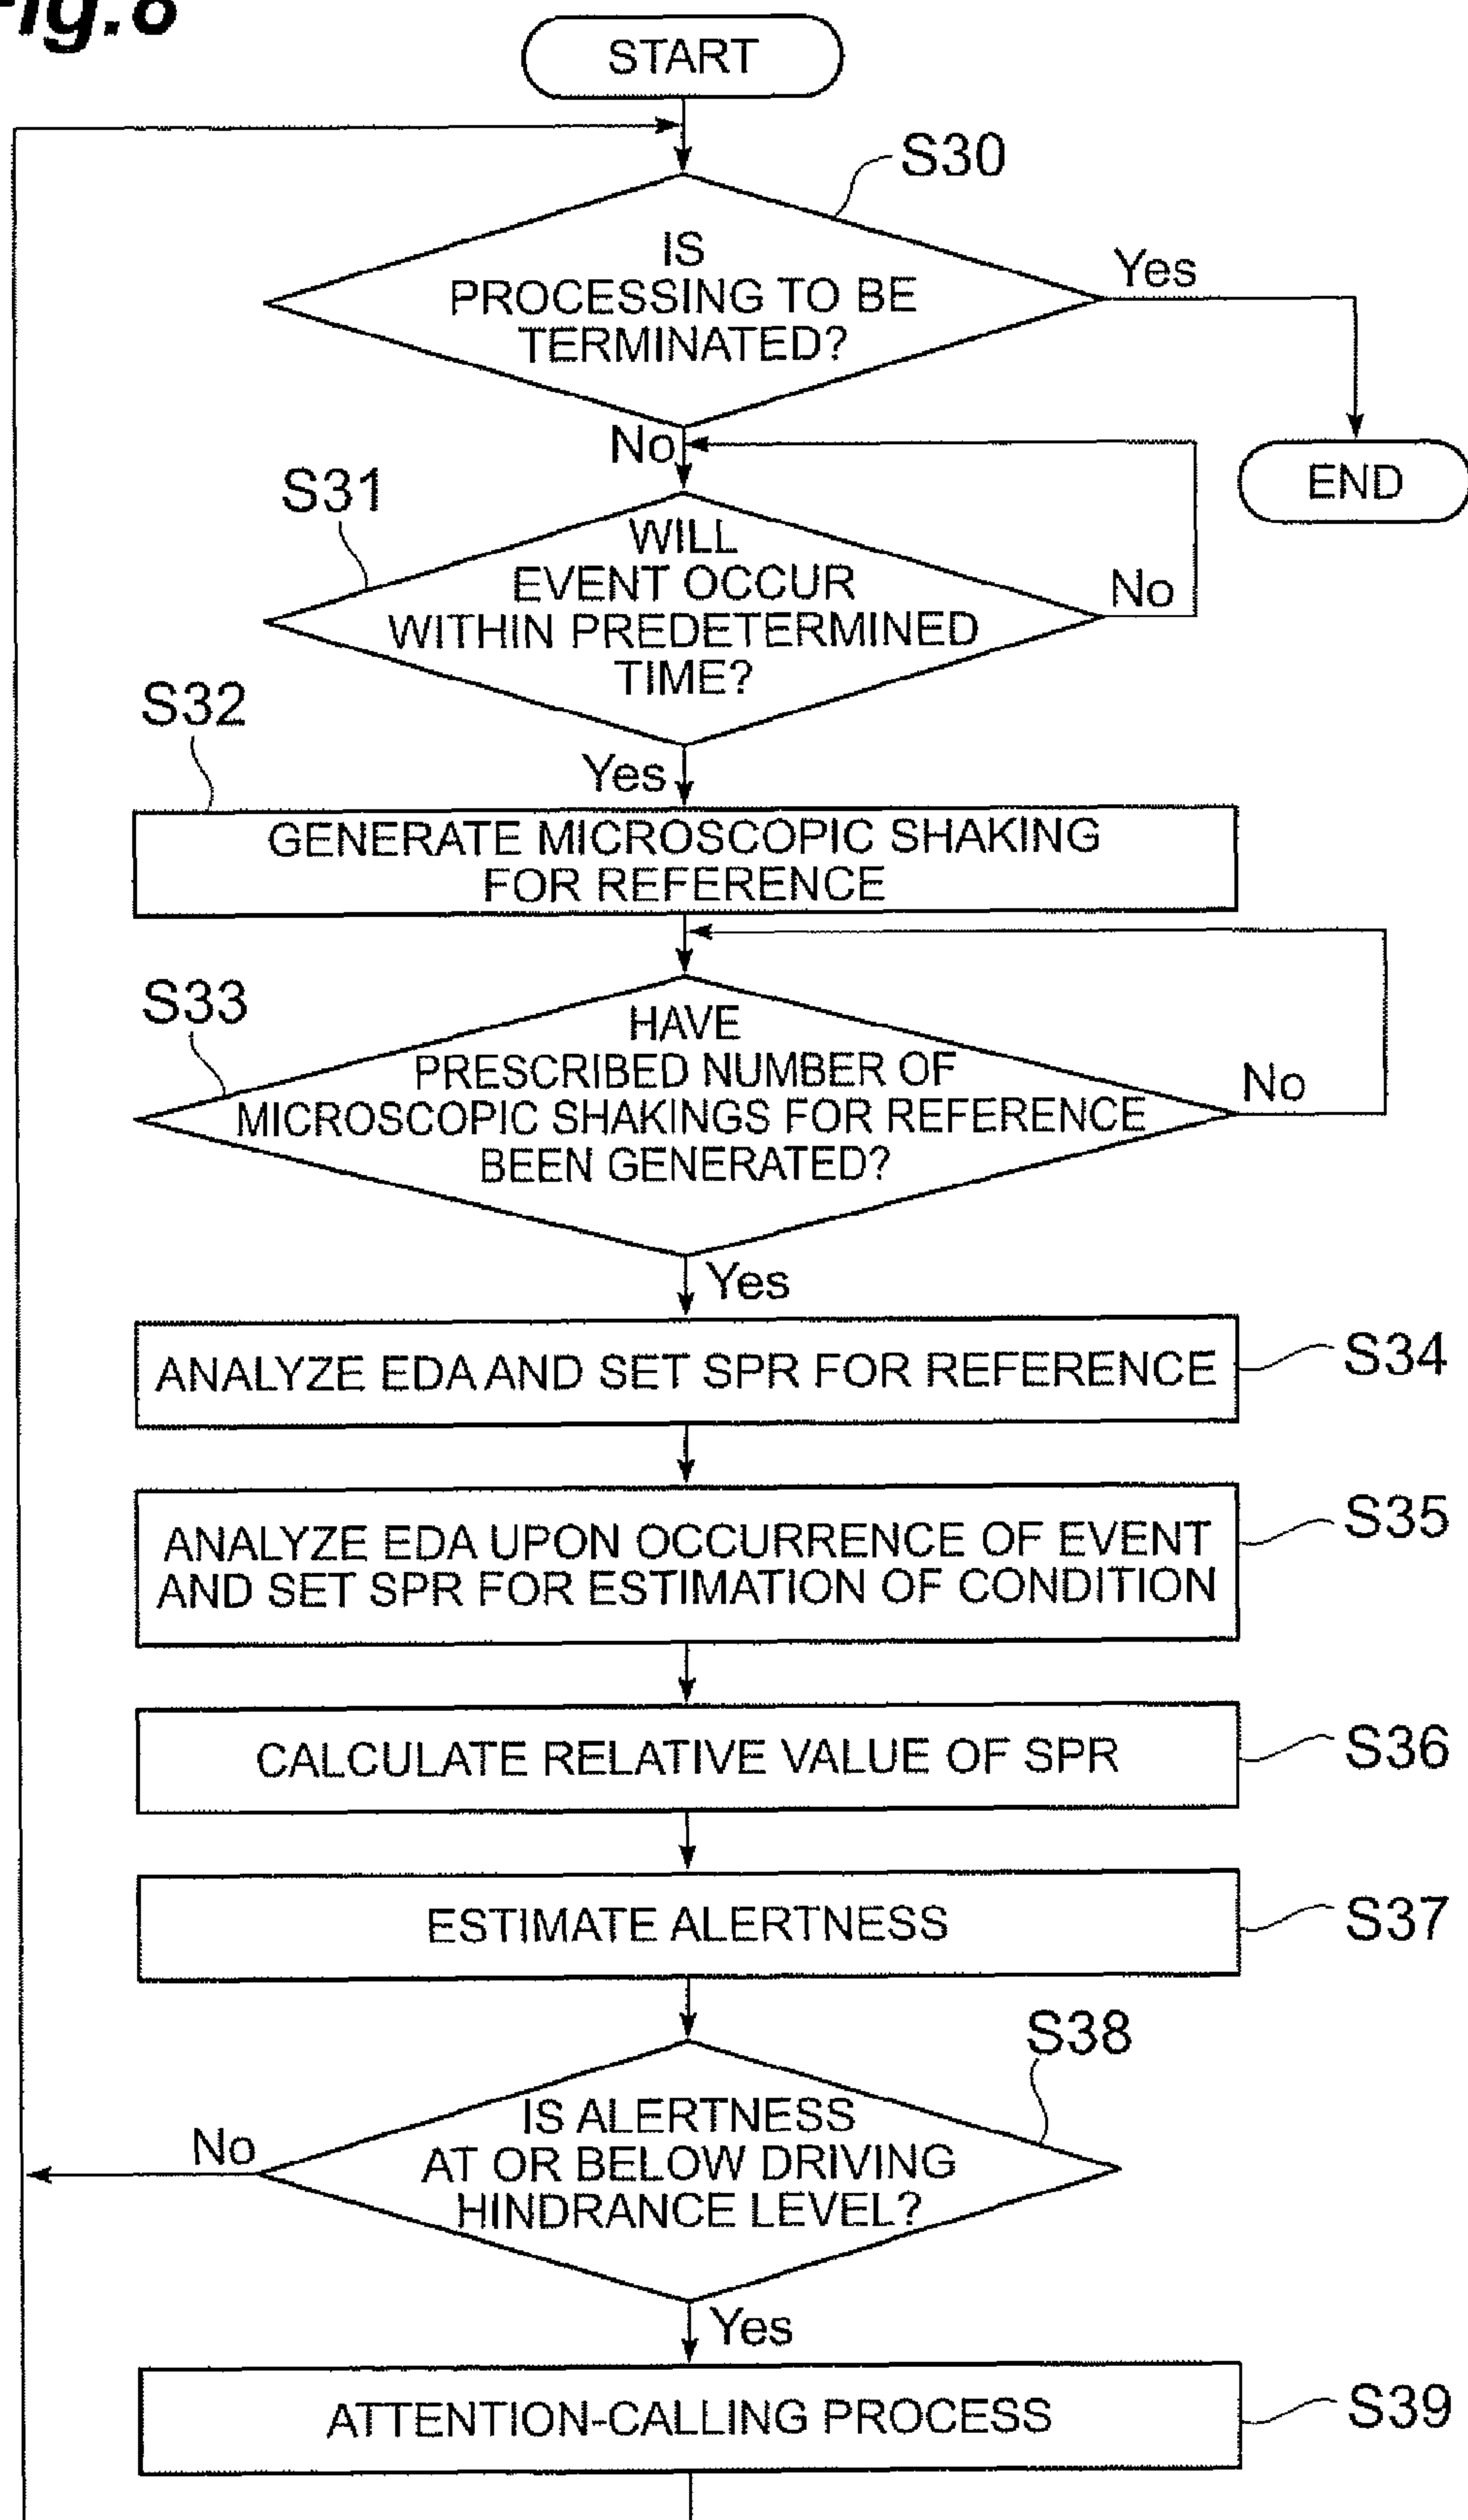 Fig.8
START
S30
IS
PROCESSING TO BE
TERMINATED?
Yes
No
END
S31
WILL
EVENT OCCUR
WITHIN PREDETERMINED
TIME?
No
S32
Yes
GENERATE MICROSCOPIC SHAKING
FOR REFERENCE
S33
HAVE
PRESCRIBED NUMBER OF
MICROSCOPIC SHAKINGS FOR REFERENCE
BEEN GENERATED?
No
Yes
ANALYZE EDA AND SET SPR FOR REFERENCE
S34
ANALYZE EDA UPON OCCURRENCE OF EVENT
AND SET SPR FOR ESTIMATION OF CONDITION
S35
CALCULATE RELATIVE VALUE OF SPR
S36
ESTIMATE ALERTNESS
S37
S38
IS ALERTNESS
AT OR BELOW DRIVING
HINDRANCE LEVEL?
No
Yes
ATTENTION-CALLING PROCESS
S39